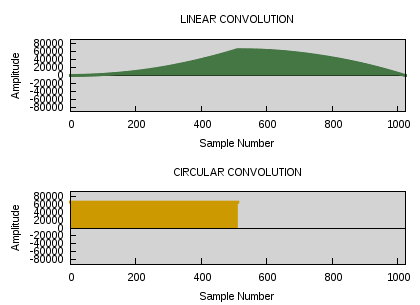 LINEAR CONVOLUTION
80000
60000
40000
20000
0
-20000
-40000
-60000
-80000
Amplitude
0 200 400 600 800 1000
Sample Number
CIRCULAR CONVOLUTION
80000
60000
40000
20000
0
-20000
-40000
-60000
-80000
Amplitude
0 200 400 600 800 1000
Sample Number